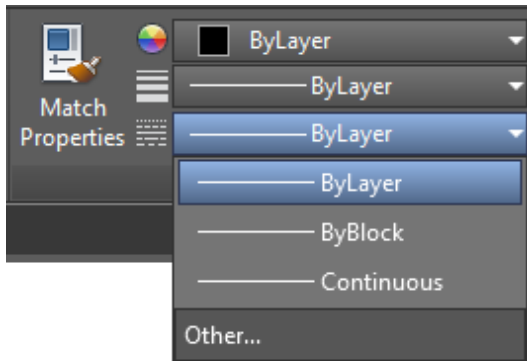 ByLayer
ByLayer
Match
Properties
ByLayer
ByLayer
ByBlock
Continuous
Other...